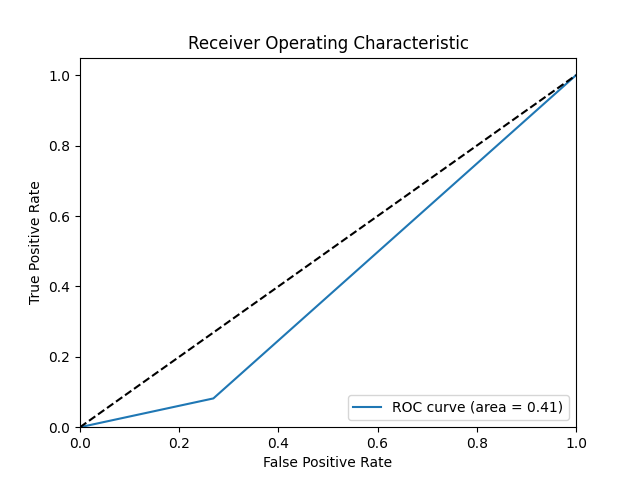 Receiver Operating Characteristic
True Positive Rate
1.0
0.8
0.6
0.4
0.2
0.0
ROC curve (area = 0.41)
0.0 0.2 0.4 0.6 0.8 1.0
False Positive Rate